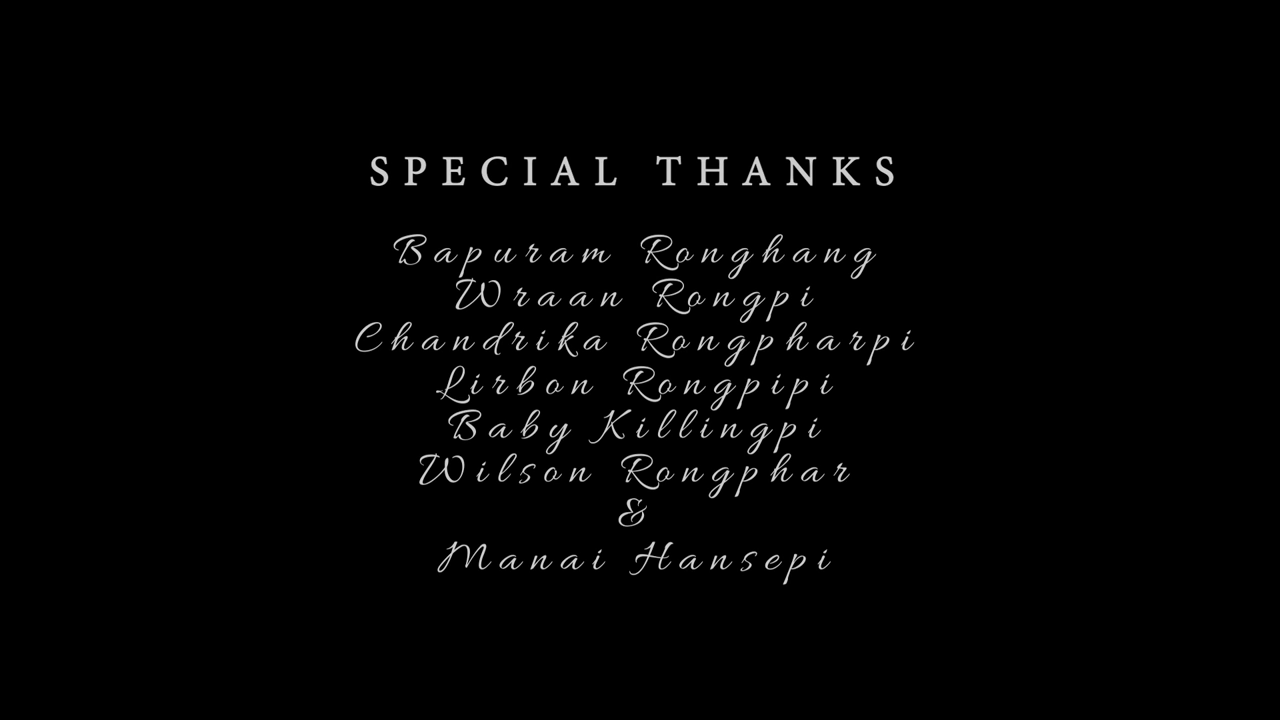 SPECIAL THANKS
Bapuram Ronghang
Wraan Rongpi
Chandrika Rongpharpi
Lirbon Rongpipi
Baby Killingpi
Wilson Rongphar
&
Manai Hansepi